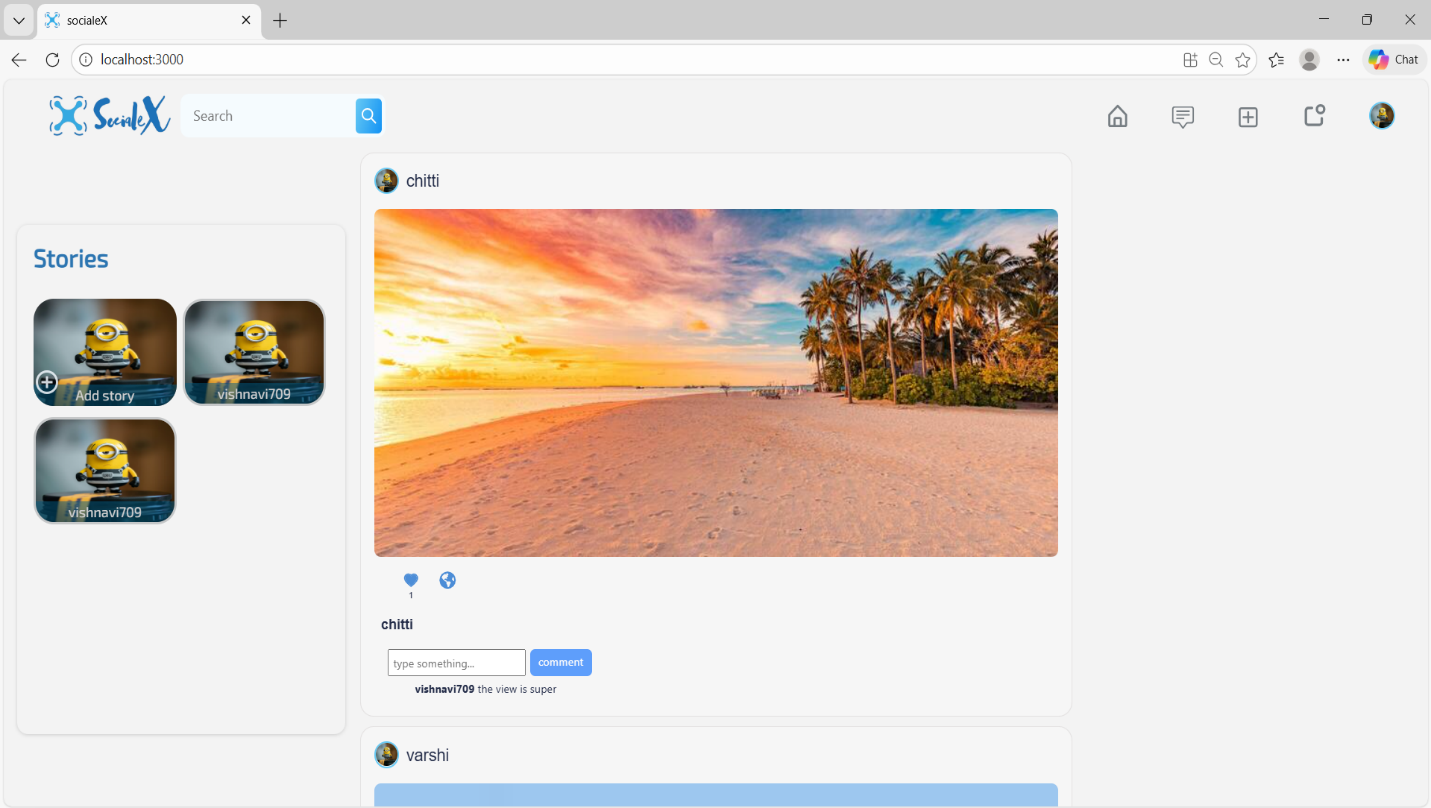 socialeX
localhost:3000
Chat
SocialeX
Search
chitti
Stories
Add story
vishnavi709
vishnavi709
1
chitti
type something...
comment
vishnavi709 the view is super
varshi